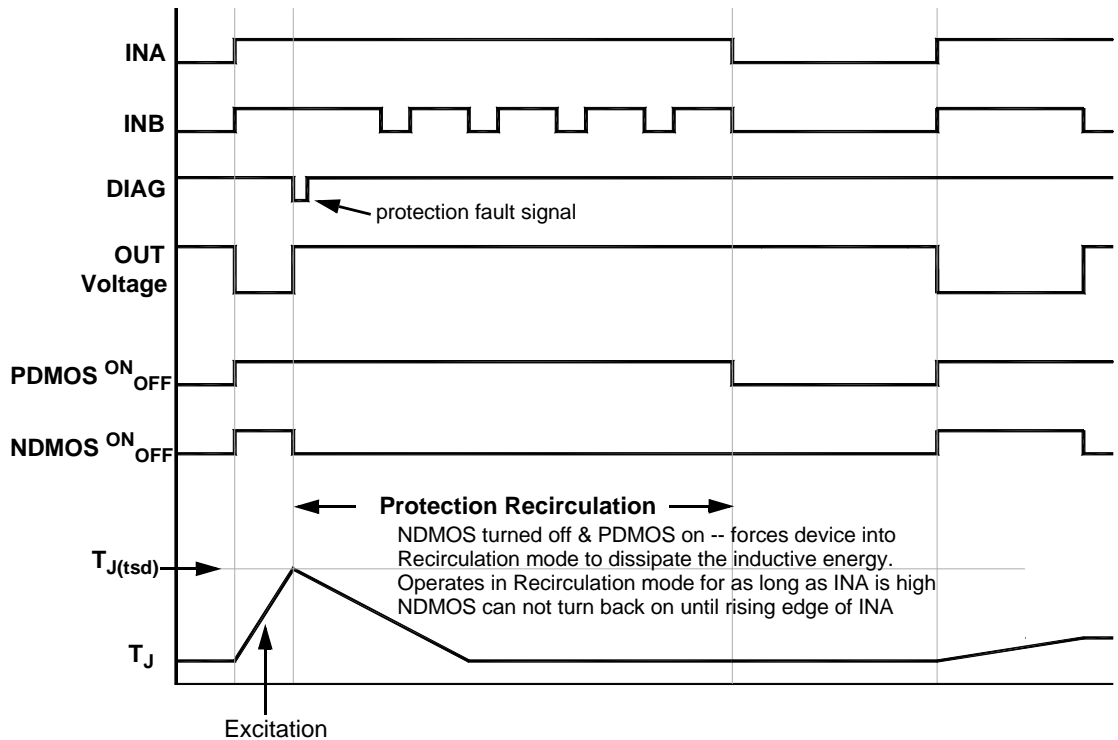 INA
INB
DIAG
protection fault signal
OUT
Voltage
PDMOS ON OFF
NDMOS ON OFF
Protection Recirculation
NDMOS turned off & PDMOS on -- forces device into
Recirculation mode to dissipate the inductive energy.
Operates in Recirculation mode for as long as INA is high
NDMOS can not turn back on until rising edge of INA
TJ(tsd)
TJ
Excitation